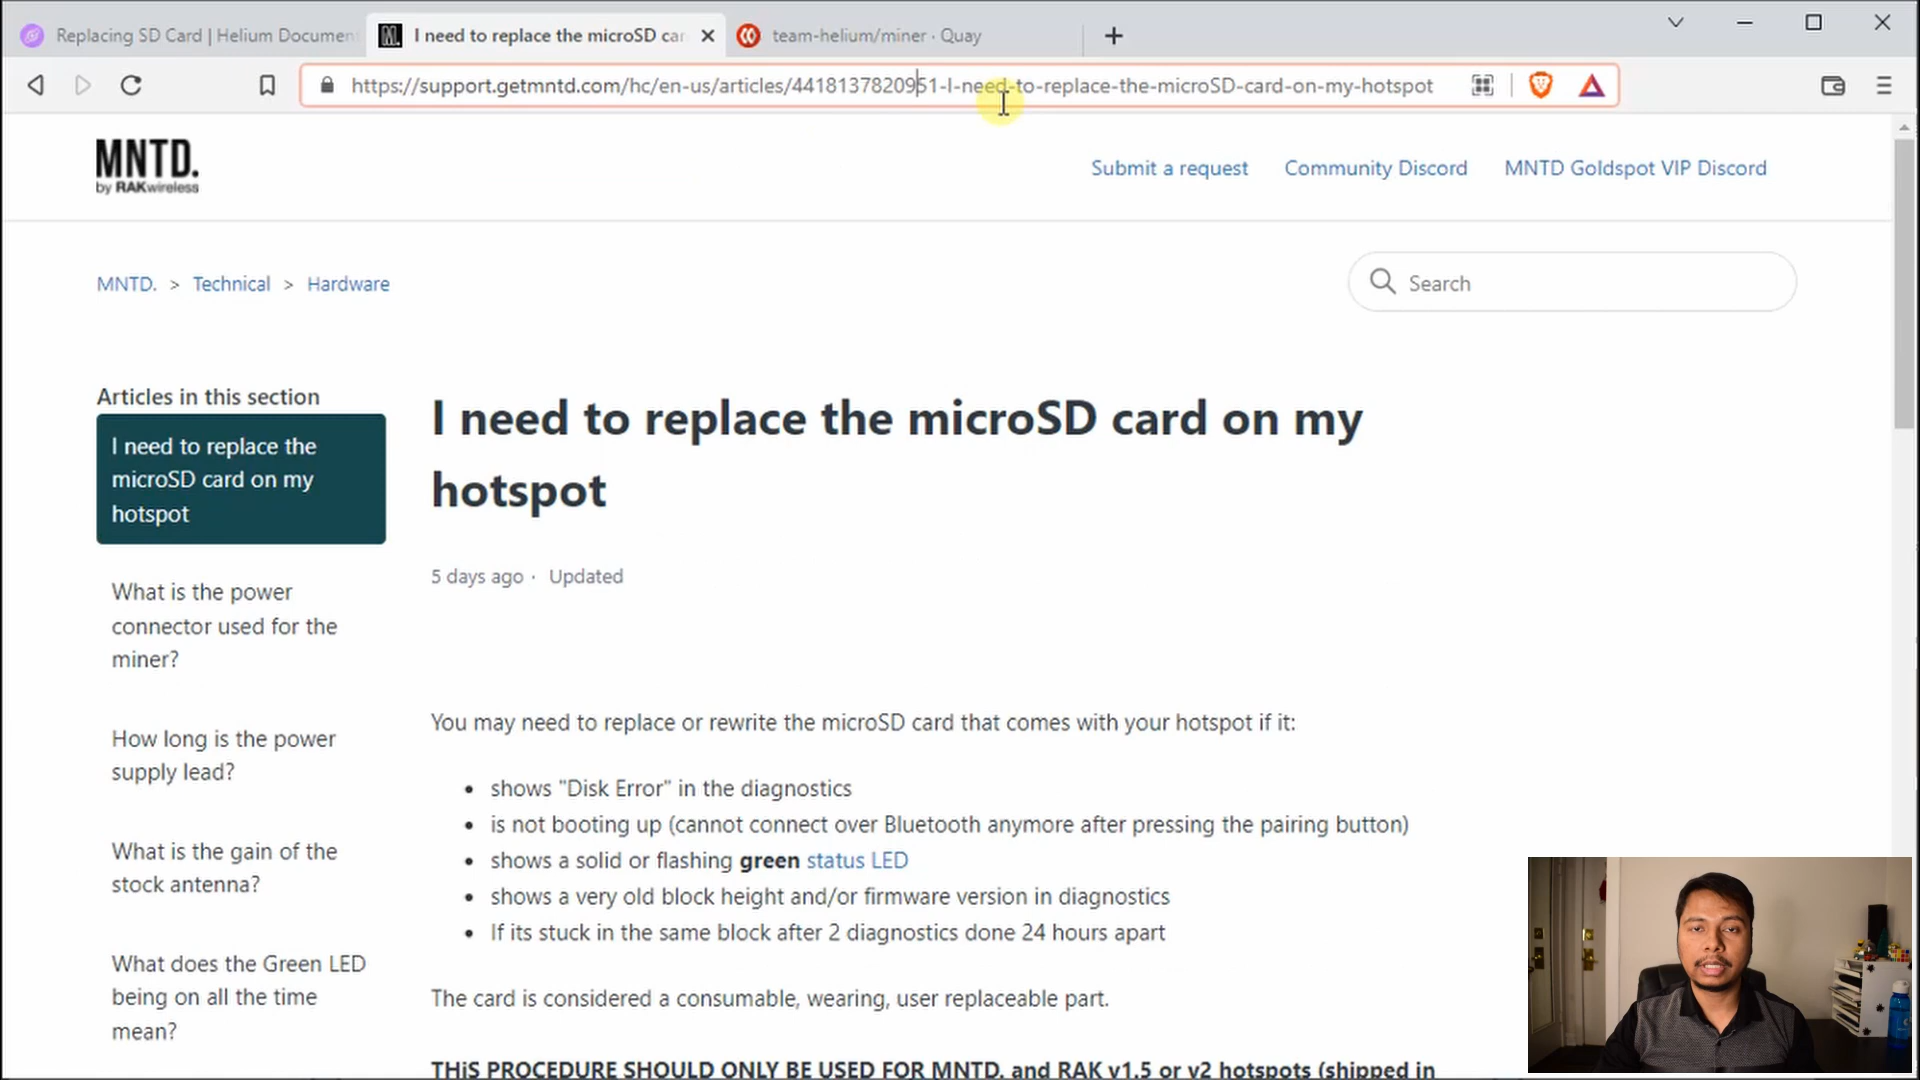 Replacing SD Card | Helium Documen
I need to replace the microSD car
team-helium/miner · Quay
https://support.getmntd.com/hc/en-us/articles/4418137820951-I-need-to-replace-the-microSD-card-on-my-hotspot
MNTD.
by RAKwireless
Submit a request
Community Discord
MNTD Goldspot VIP Discord
MNTD. > Technical > Hardware
Search
Articles in this section
I need to replace the
microSD card on my
hotspot
What is the power
connector used for the
miner?
How long is the power
supply lead?
What is the gain of the
stock antenna?
What does the Green LED
being on all the time
mean?
I need to replace the microSD card on my
hotspot
5 days ago · Updated
You may need to replace or rewrite the microSD card that comes with your hotspot if it:
• shows "Disk Error" in the diagnostics
• is not booting up (cannot connect over Bluetooth anymore after pressing the pairing button)
• shows a solid or flashing green status LED
• shows a very old block height and/or firmware version in diagnostics
• If its stuck in the same block after 2 diagnostics done 24 hours apart
The card is considered a consumable, wearing, user replaceable part.
THiS PROCEDURE SHOULD ONLY BE USED FOR MNTD. and RAK v1.5 or v2 hotspots (shipped in